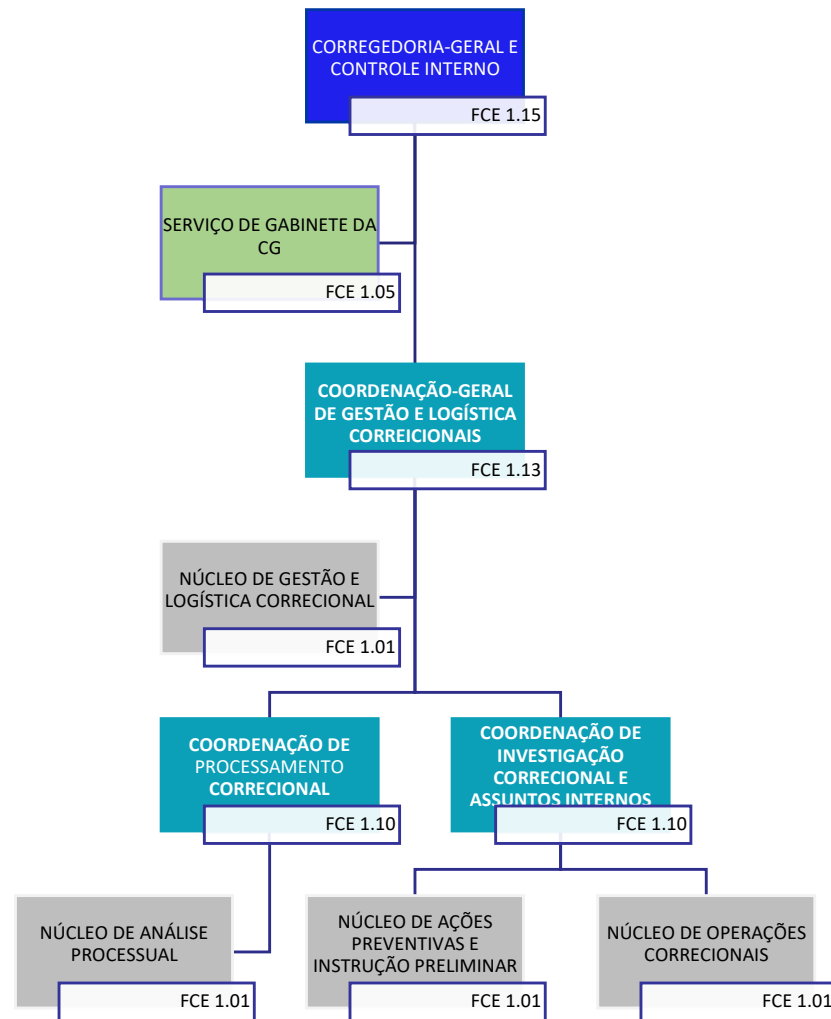 CORREGEDORIA-GERAL E
CONTROLE INTERNO
FCE 1.15
SERVIÇO DE GABINETE DA
CG
FCE 1.05
COORDENAÇÃO-GERAL
DE GESTÃO E LOGÍSTICA
CORREICIONAIS
FCE 1.13
NÚCLEO DE GESTÃO E
LOGÍSTICA CORRECIONAL
FCE 1.01
COORDENAÇÃO DE
PROCESSAMENTO
CORRECIONAL
FCE 1.10
COORDENAÇÃO DE
INVESTIGAÇÃO
CORRECIONAL E
ASSUNTOS INTERNOS
FCE 1.10
NÚCLEO DE ANÁLISE
PROCESSUAL
FCE 1.01
NÚCLEO DE AÇÕES
PREVENTIVAS E
INSTRUÇÃO PRELIMINAR
FCE 1.01
NÚCLEO DE OPERAÇÕES
CORRECIONAIS
FCE 1.01